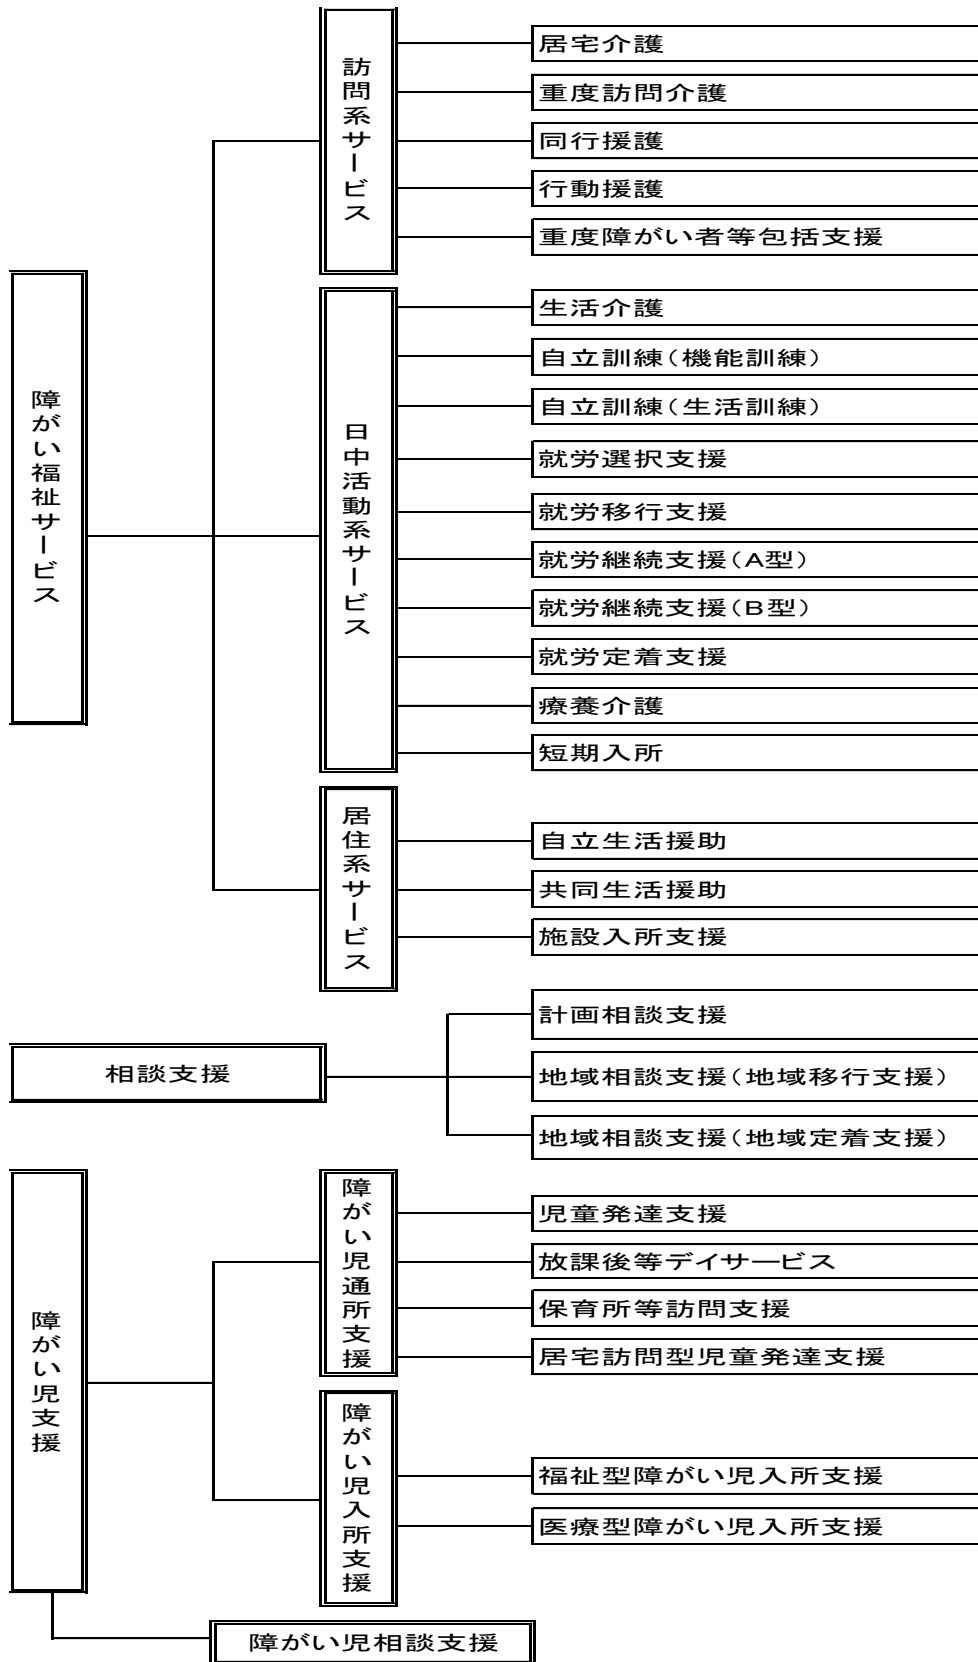 障がい福祉サービス
訪問系サービス
居宅介護
重度訪問介護
同行援護
行動援護
重度障がい者等包括支援
日中活動系サービス
生活介護
自立訓練(機能訓練)
自立訓練(生活訓練)
就労選択支援
就労移行支援
就労継続支援(A型)
就労継続支援(B型)
就労定着支援
療養介護
短期入所
居住系サービス
自立生活援助
共同生活援助
施設入所支援
相談支援
計画相談支援
地域相談支援(地域移行支援)
地域相談支援(地域定着支援)
障がい児支援
障がい児通所支援
児童発達支援
放課後等デイサービス
保育所等訪問支援
居宅訪問型児童発達支援
障がい児入所支援
福祉型障がい児入所支援
医療型障がい児入所支援
障がい児相談支援